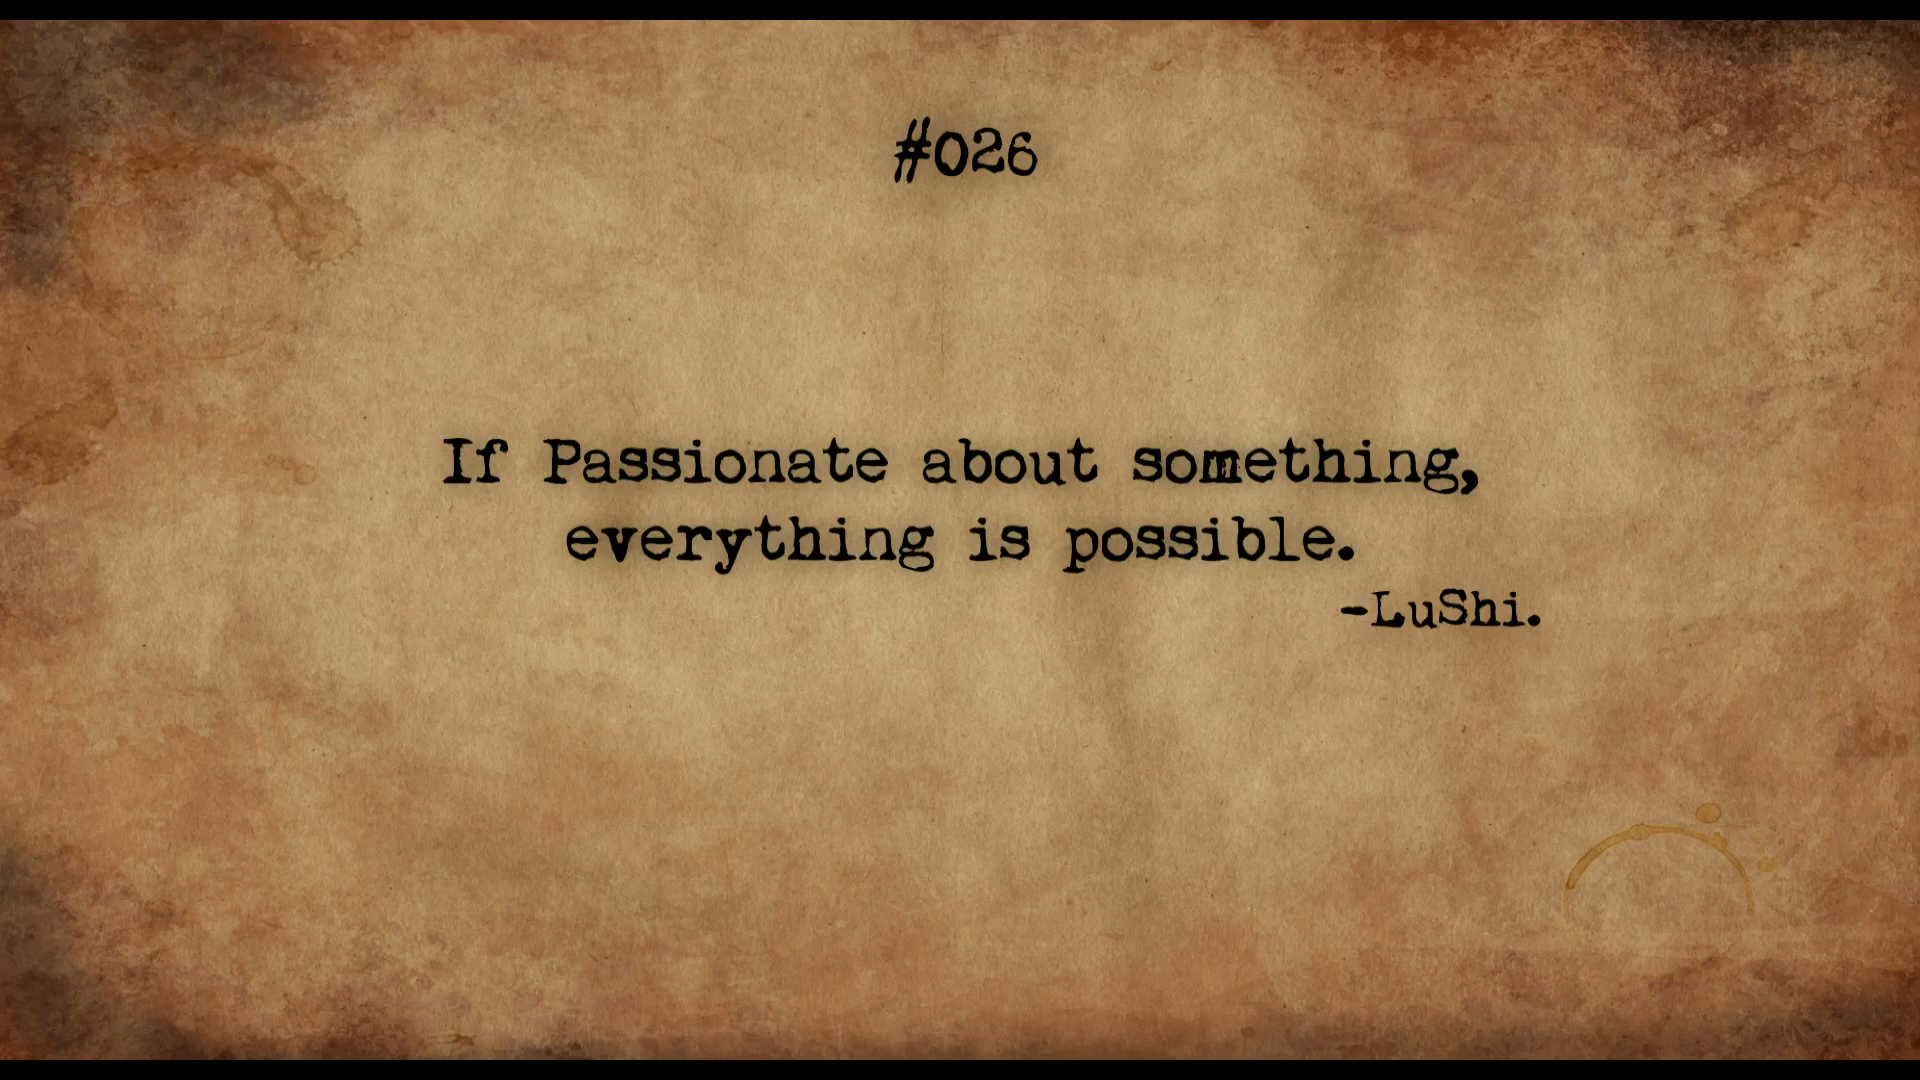 #026
If Passionate about something,
everything is possible.
-LuShi.